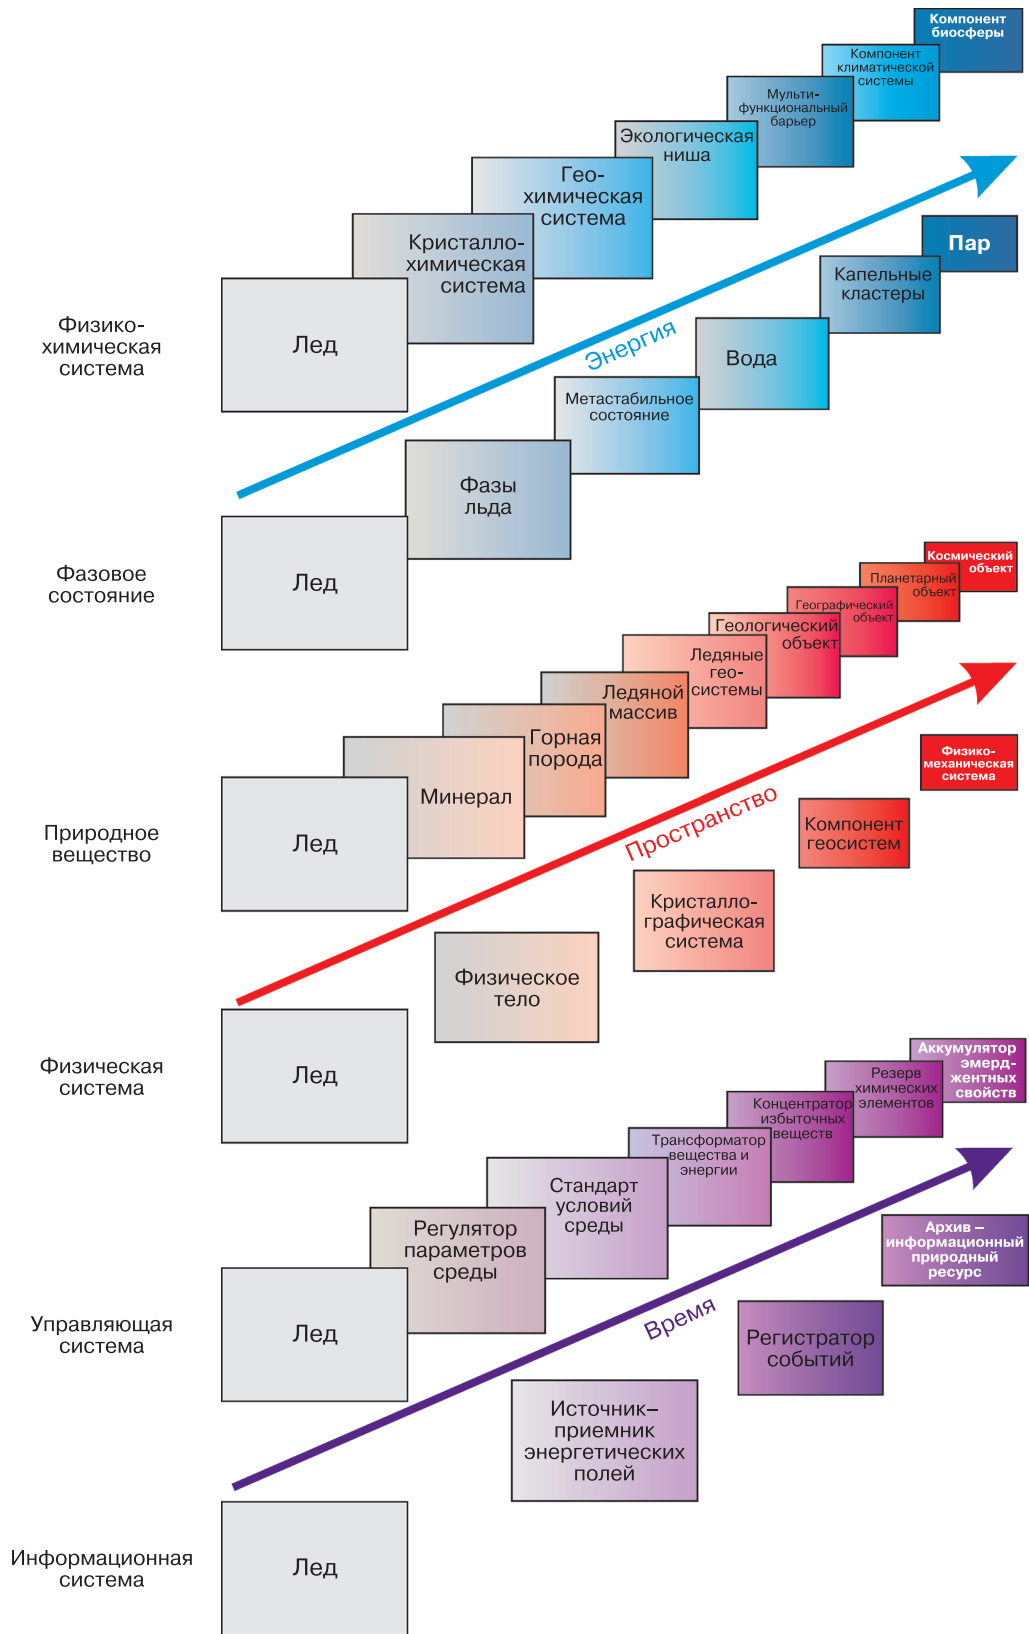 Компонент
биосферы
Компонент
климатической
системы
Мульти-
функциональный
барьер
Экологическая
ниша
Гео-
химическая
система
Кристалло-
химическая
система
Лед
Физико-
химическая
система
Энергия
Пар
Капельные
кластеры
Вода
Метастабильное
состояние
Фазы
льда
Лед
Фазовое
состояние
Космический
объект
Планетарный
объект
Географический
объект
Геологический
объект
Ледяные
гео-
системы
Ледяной
массив
Горная
порода
Минерал
Лед
Природное
вещество
Пространство
Физико-
механическая
система
Компонент
геосистем
Кристалло-
графическая
система
Физическое
тело
Лед
Физическая
система
Аккумулятор
эмерд-
жентных
свойств
Резерв
химических
элементов
Концентратор
избыточных
веществ
Трансформатор
вещества и
энергии
Стандарт
условий
среды
Регулятор
параметров
среды
Лед
Управляющая
система
Время
Архив –
информационный
природный
ресурс
Регистратор
событий
Источник–
приемник
энергетических
полей
Лед
Информационная
система